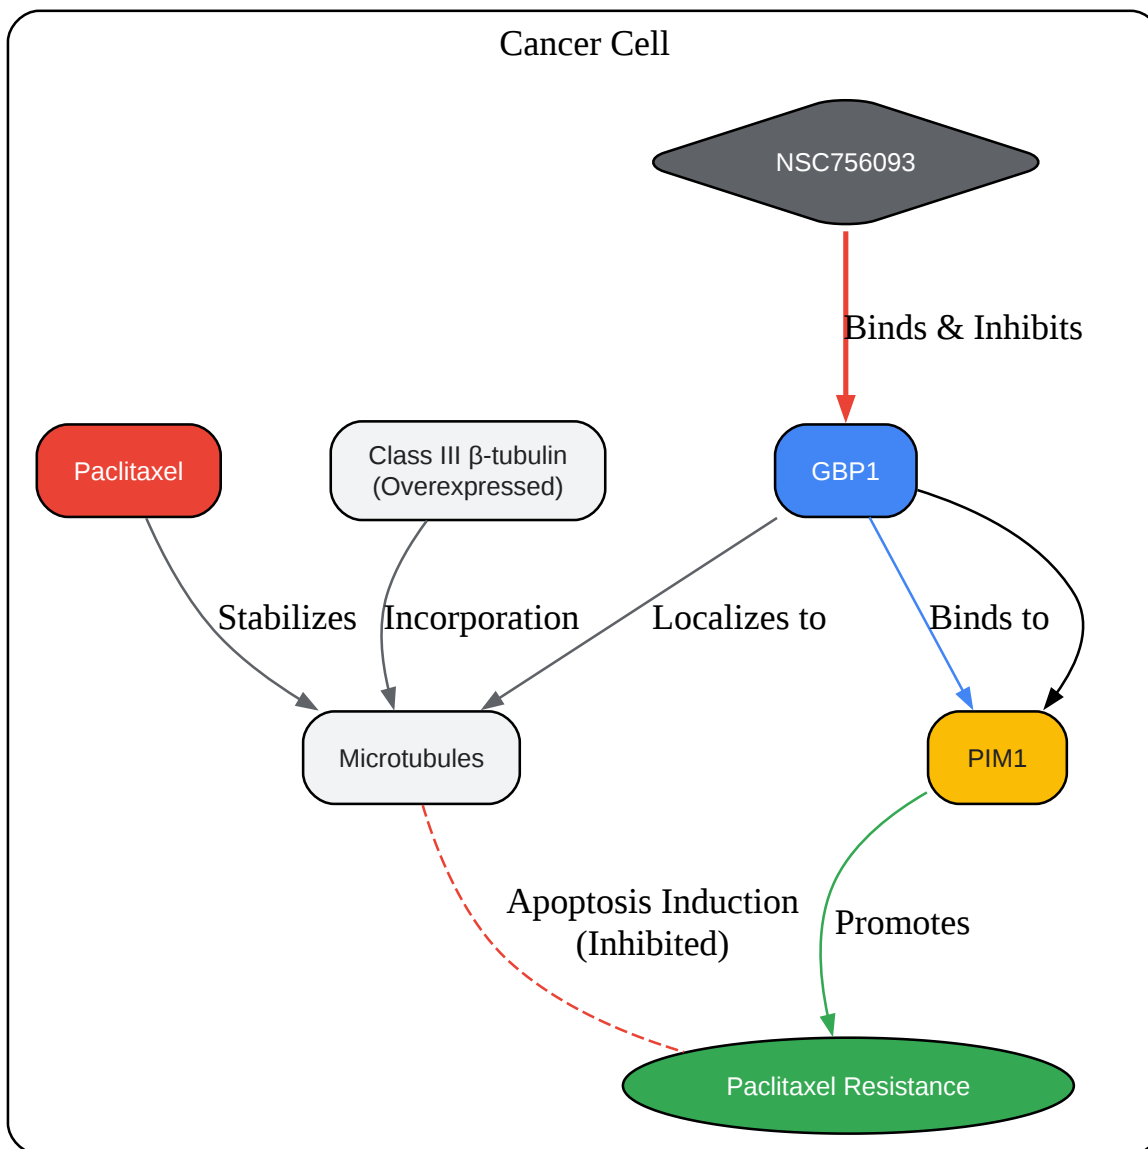 Cancer Cell
NSC756093
Binds & Inhibits
Paclitaxel
Class III β-tubulin
(Overexpressed)
GBP1
Stabilizes
Incorporation
Localizes to
Binds to
Microtubules
PIM1
Apoptosis Induction
(Inhibited)
Promotes
Paclitaxel Resistance